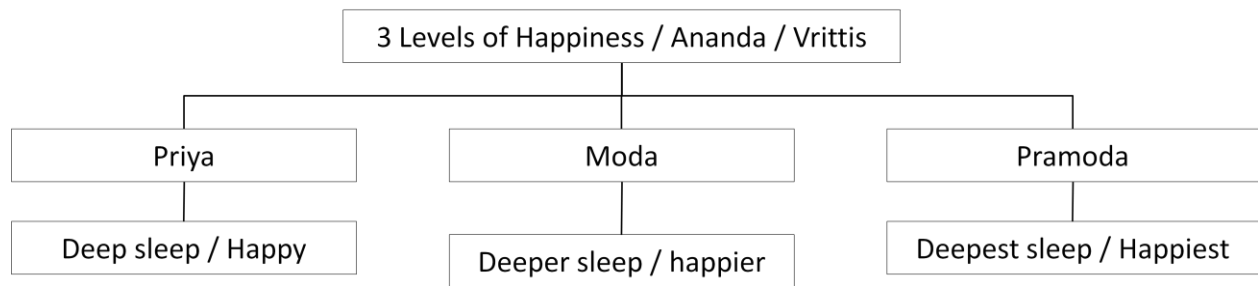 3 Levels of Happiness / Ananda / Vrittis
Priya
Moda
Pramoda
Deep sleep / Happy
Deeper sleep / happier
Deepest sleep / Happiest